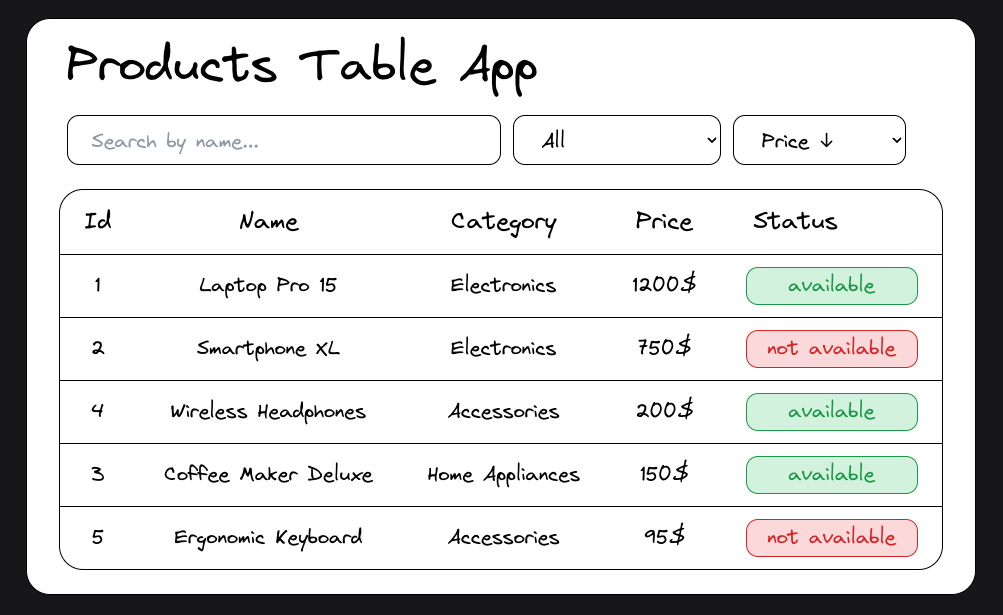 Products Table App
Search by name... All Price ↓
Id Name Category Price Status
1 Laptop Pro 15 Electronics 1200$ available
2 Smartphone XL Electronics 750$ not available
4 Wireless Headphones Accessories 200$ available
3 Coffee Maker Deluxe Home Appliances 150$ available
5 Ergonomic Keyboard Accessories 95$ not available